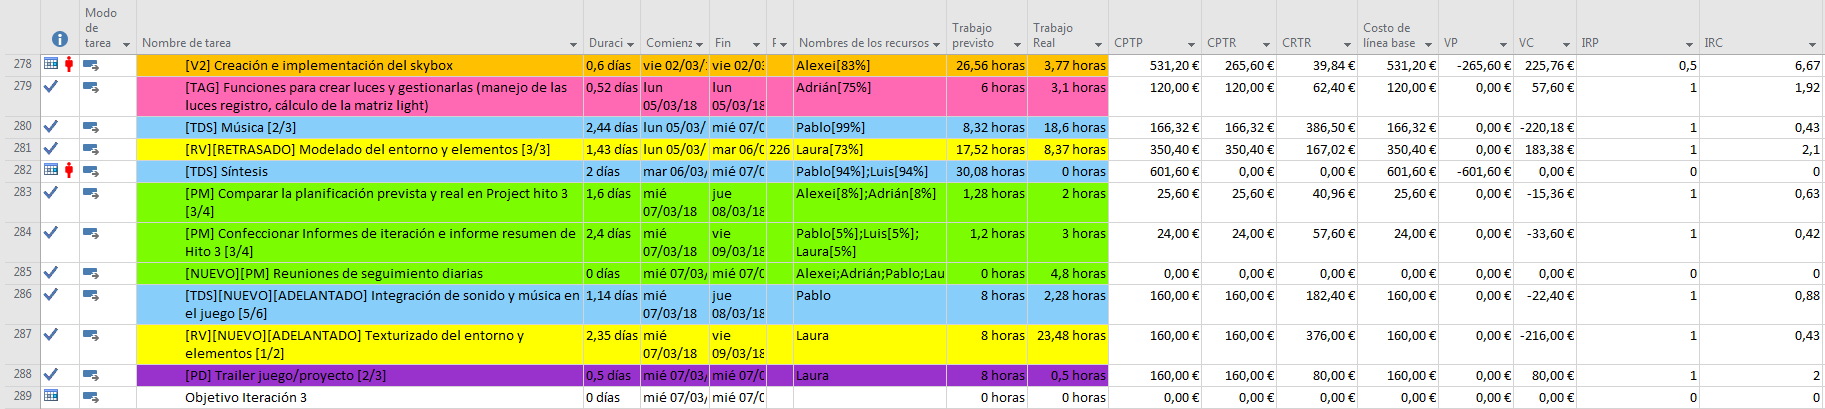 Modo de tarea Nombre de tarea Duraci Comienz Fin Nombres de los recursos Trabajo previsto Trabajo Real CPTP CPTR CRTR Costo de línea base VP VC IRP IRC
278 [V2] Creación e implementación del skybox 0,6 días vie 02/03/ vie 02/03 Alexei[83%] 26,56 horas 3,77 horas 531,20 € 265,60 € 39,84 € 531,20 € -265,60 € 225,76 € 0,5 6,67
279 [TAG] Funciones para crear luces y gestionarlas (manejo de las luces registro, cálculo de la matriz light) 0,52 días lun 05/03/18 lun 05/03/18 Adrián[75%] 6 horas 3,1 horas 120,00 € 120,00 € 62,40 € 120,00 € 0,00 € 57,60 € 1 1,92
280 [TDS] Música [2/3] 2,44 días lun 05/03/ mié 07/0 Pablo[99%] 8,32 horas 18,6 horas 166,32 € 166,32 € 386,50 € 166,32 € 0,00 € -220,18 € 1 0,43
281 [RV][RETRASADO] Modelado del entorno y elementos [3/3] 1,43 días lun 05/03/ mar 06/0 226 Laura[73%] 17,52 horas 8,37 horas 350,40 € 350,40 € 167,02 € 350,40 € 0,00 € 183,38 € 1 2,1
282 [TDS] Síntesis 2 días mar 06/03/ mié 07/0 Pablo[94%];Luis[94%] 30,08 horas 0 horas 601,60 € 0,00 € 0,00 € 601,60 € -601,60 € 0,00 € 0 0
283 [PM] Comparar la planificación prevista y real en Project hito 3 [3/4] 1,6 días mié 07/03/18 jue 08/03/18 Alexei[8%];Adrián[8%] 1,28 horas 2 horas 25,60 € 25,60 € 40,96 € 25,60 € 0,00 € -15,36 € 1 0,63
284 [PM] Confeccionar Informes de iteración e informe resumen de Hito 3 [3/4] 2,4 días mié 07/03/18 vie 09/03/18 Pablo[5%];Luis[5%]; Laura[5%] 1,2 horas 3 horas 24,00 € 24,00 € 57,60 € 24,00 € 0,00 € -33,60 € 1 0,42
285 [NUEVO][PM] Reuniones de seguimiento diarias 0 días mié 07/03/ mié 07/0 Alexei;Adrián;Pablo;Lau 0 horas 4,8 horas 0,00 € 0,00 € 0,00 € 0,00 € 0,00 € 0,00 € 0 0
286 [TDS][NUEVO][ADELANTADO] Integración de sonido y música en el juego [5/6] 1,14 días mié 07/03/18 jue 08/03/18 Pablo 8 horas 2,28 horas 160,00 € 160,00 € 182,40 € 160,00 € 0,00 € -22,40 € 1 0,88
287 [RV][NUEVO][ADELANTADO] Texturizado del entorno y elementos [1/2] 2,35 días mié 07/03/18 vie 09/03/18 Laura 8 horas 23,48 horas 160,00 € 160,00 € 376,00 € 160,00 € 0,00 € -216,00 € 1 0,43
288 [PD] Trailer juego/proyecto [2/3] 0,5 días mié 07/03/ mié 07/0 Laura 8 horas 0,5 horas 160,00 € 160,00 € 80,00 € 160,00 € 0,00 € 80,00 € 1 2
289 Objetivo Iteración 3 0 días mié 07/03/ mié 07/0 0 horas 0 horas 0,00 € 0,00 € 0,00 € 0,00 € 0,00 € 0,00 € 0 0